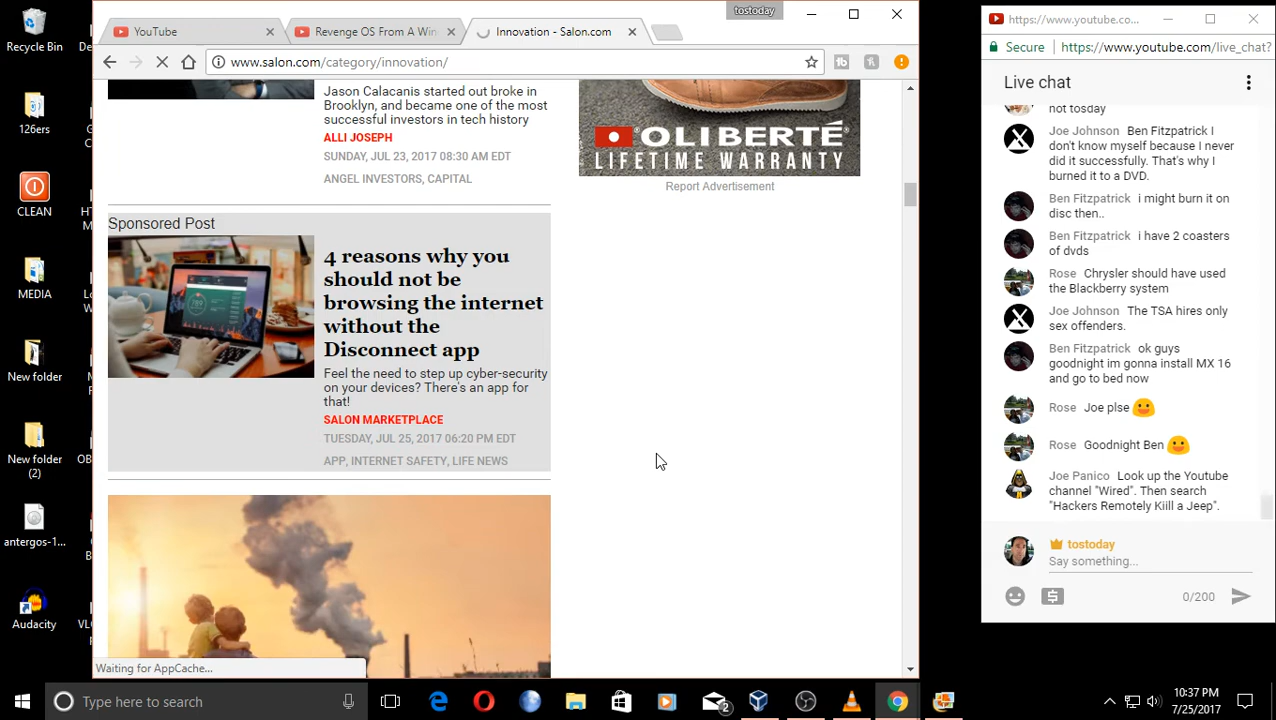 tostoday
YouTube
Revenge OS From A Win
Innovation - Salon.com
www.salon.com/category/innovation/
Recycle Bin
126ers
CLEAN
MEDIA
New folder
New folder
(2)
antergos-1...
Audacity
Jason Calacanis started out broke in
Brooklyn, and became one of the most
successful investors in tech history
ALLI JOSEPH
SUNDAY, JUL 23, 2017 08:30 AM EDT
ANGEL INVESTORS, CAPITAL
OLIBERTÉ
LIFETIME WARRANTY
Report Advertisement
Sponsored Post
4 reasons why you
should not be
browsing the internet
without the
Disconnect app
Feel the need to step up cyber-security
on your devices? There's an app for
that!
SALON MARKETPLACE
TUESDAY, JUL 25, 2017 06:20 PM EDT
APP, INTERNET SAFETY, LIFE NEWS
Waiting for AppCache...
https://www.youtube.co...
Secure https://www.youtube.com/live_chat?
Live chat
not tosday
Joe Johnson Ben Fitzpatrick I
don't know myself because I never
did it successfully. That's why I
burned it to a DVD.
Ben Fitzpatrick i might burn it on
disc then..
Ben Fitzpatrick i have 2 coasters
of dvds
Rose Chrysler should have used
the Blackberry system
Joe Johnson The TSA hires only
sex offenders.
Ben Fitzpatrick ok guys
goodnight im gonna install MX 16
and go to bed now
Rose Joe plse
Rose Goodnight Ben
Joe Panico Look up the Youtube
channel "Wired". Then search
"Hackers Remotely Kiill a Jeep".
tostoday
Say something...
0/200
Type here to search
2
10:37 PM
7/25/2017